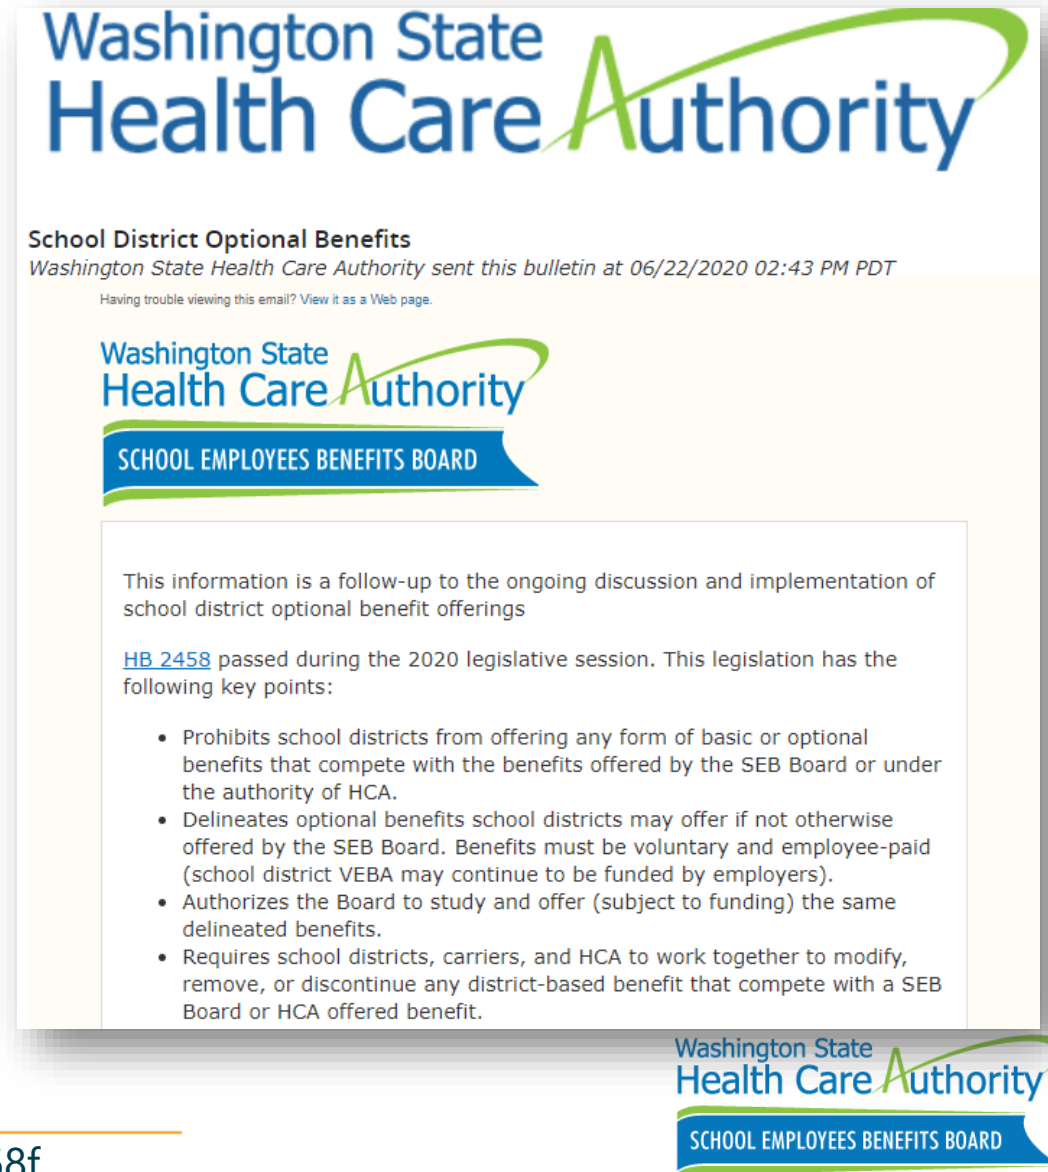 Washington State
Health Care Authority
School District Optional Benefits
Washington State Health Care Authority sent this bulletin at 06/22/2020 02:43 PM PDT
Having trouble viewing this email? View it as a Web page.
Washington State
Health Care Authority
SCHOOL EMPLOYEES BENEFITS BOARD
This information is a follow-up to the ongoing discussion and implementation of
school district optional benefit offerings
HB 2458 passed during the 2020 legislative session. This legislation has the
following key points:
• Prohibits school districts from offering any form of basic or optional
benefits that compete with the benefits offered by the SEB Board or under
the authority of HCA.
• Delineates optional benefits school districts may offer if not otherwise
offered by the SEB Board. Benefits must be voluntary and employee-paid
(school district VEBA may continue to be funded by employers).
• Authorizes the Board to study and offer (subject to funding) the same
delineated benefits.
• Requires school districts, carriers, and HCA to work together to modify,
remove, or discontinue any district-based benefit that compete with a SEB
Board or HCA offered benefit.
Washington State
Health Care Authority
SCHOOL EMPLOYEES BENEFITS BOARD